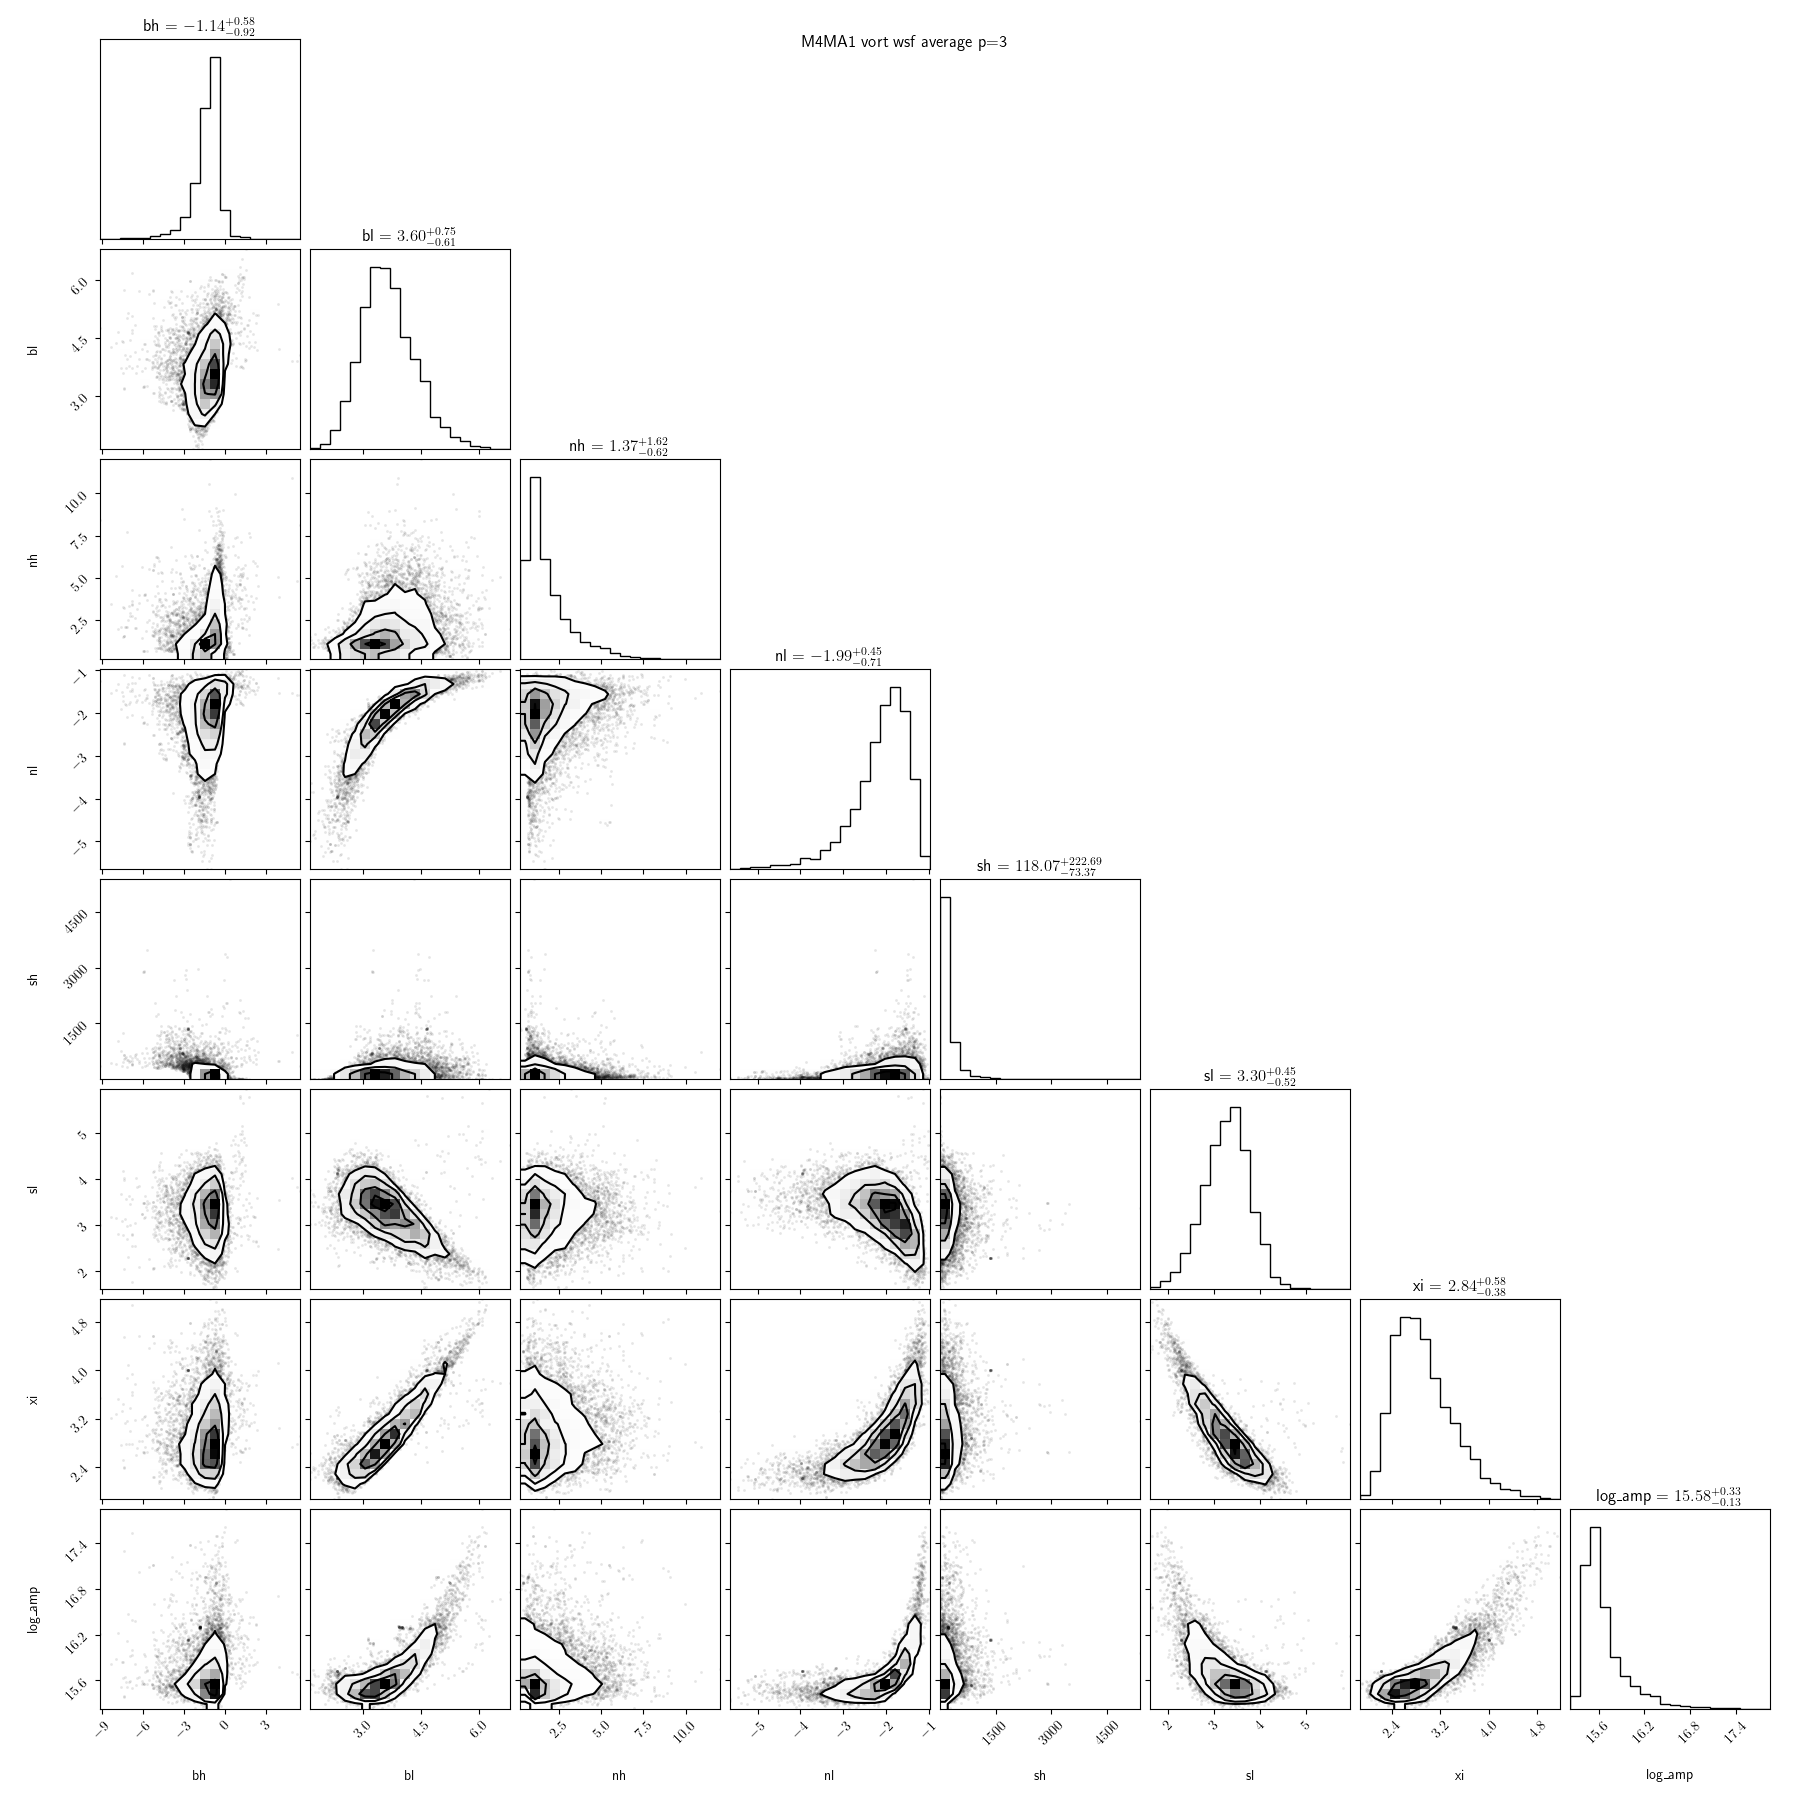 M4MA1 vort wsf average p=3
bh = −1.14+0.58−0.92
bl = 3.60+0.75−0.61
6.0
4.5
3.0
bl
nh = 1.37+1.62−0.62
10.0
7.5
5.0
2.5
nh
nl = −1.99+0.45−0.71
−1
−2
−3
−4
−5
nl
sh = 118.07+222.69−73.37
4500
3000
1500
sh
sl = 3.30+0.45−0.52
5
4
3
2
sl
xi = 2.84+0.58−0.38
4.8
4.0
3.2
2.4
xi
log_amp = 15.58+0.33−0.13
17.4
16.8
16.2
15.6
log_amp
−9 −6 −3 0 3
3.0 4.5 6.0
2.5 5.0 7.5 10.0
−5 −4 −3 −2 −1
1500 3000 4500
2 3 4 5
2.4 3.2 4.0 4.8
15.6 16.2 16.8 17.4
bh bl nh nl sh sl xi log_amp